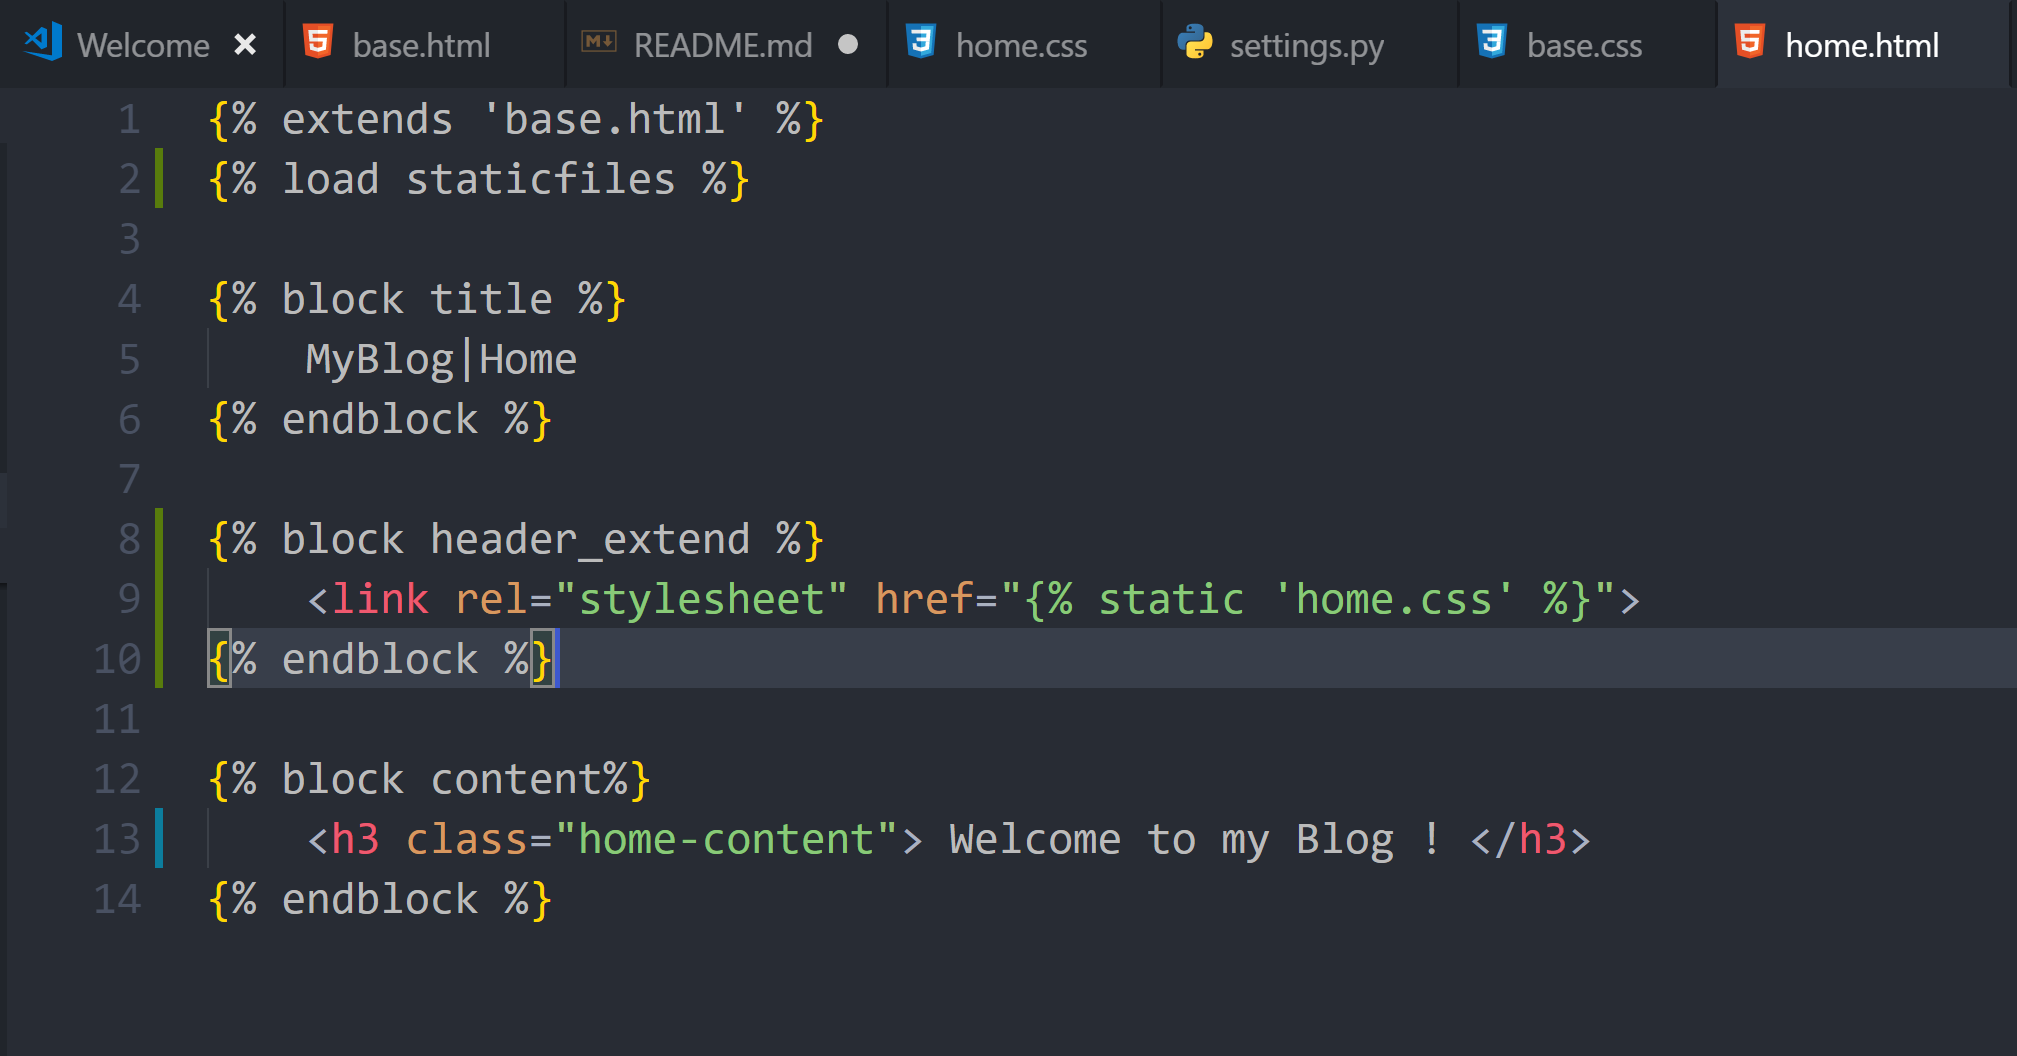 Welcome × base.html README.md ● home.css settings.py base.css home.html
1 {% extends 'base.html' %}
2 {% load staticfiles %}
3
4 {% block title %}
5     MyBlog|Home
6 {% endblock %}
7
8 {% block header_extend %}
9     <link rel="stylesheet" href="{% static 'home.css' %}">
10 {% endblock %}
11
12 {% block content%}
13     <h3 class="home-content"> Welcome to my Blog ! </h3>
14 {% endblock %}